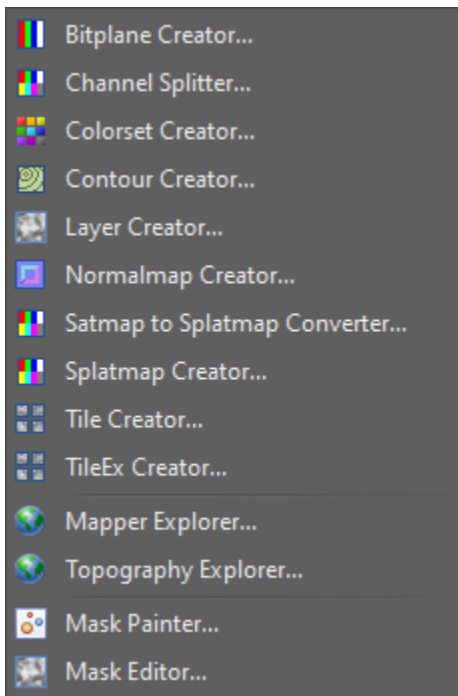 Bitplane Creator...
Channel Splitter...
Colorset Creator...
Contour Creator...
Layer Creator...
Normalmap Creator...
Satmap to Splatmap Converter...
Splatmap Creator...
Tile Creator...
TileEx Creator...
Mapper Explorer...
Topography Explorer...
Mask Painter...
Mask Editor...